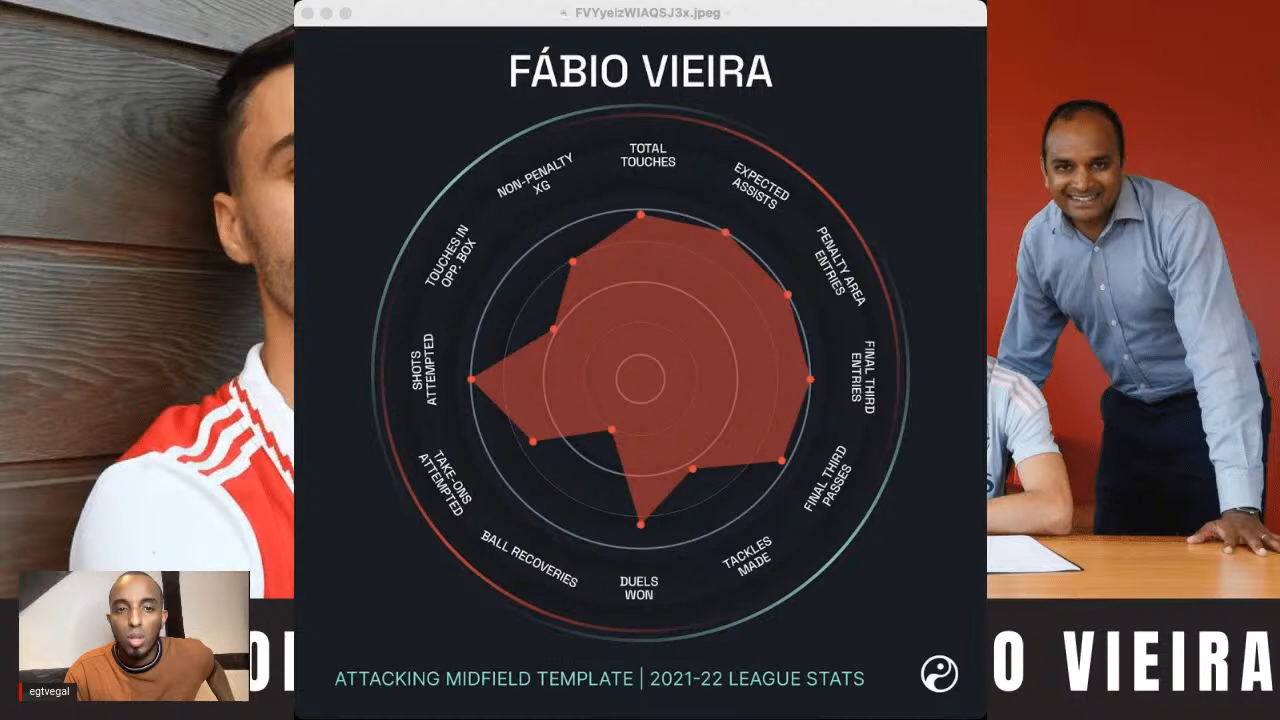 FVYyeizWIAQSJ3x.jpeg
FÁBIO VIEIRA
TOTAL
TOUCHES
EXPECTED
ASSISTS
PENALTY AREA
ENTRIES
FINAL THIRD
ENTRIES
FINAL THIRD
PASSES
TACKLES
MADE
DUELS
WON
BALL RECOVERIES
TAKE-ONS
ATTEMPTED
SHOTS
ATTEMPTED
TOUCHES IN
OPP. BOX
NON-PENALTY
XG
ATTACKING MIDFIELD TEMPLATE | 2021-22 LEAGUE STATS
egtvegal
O VIEIRA